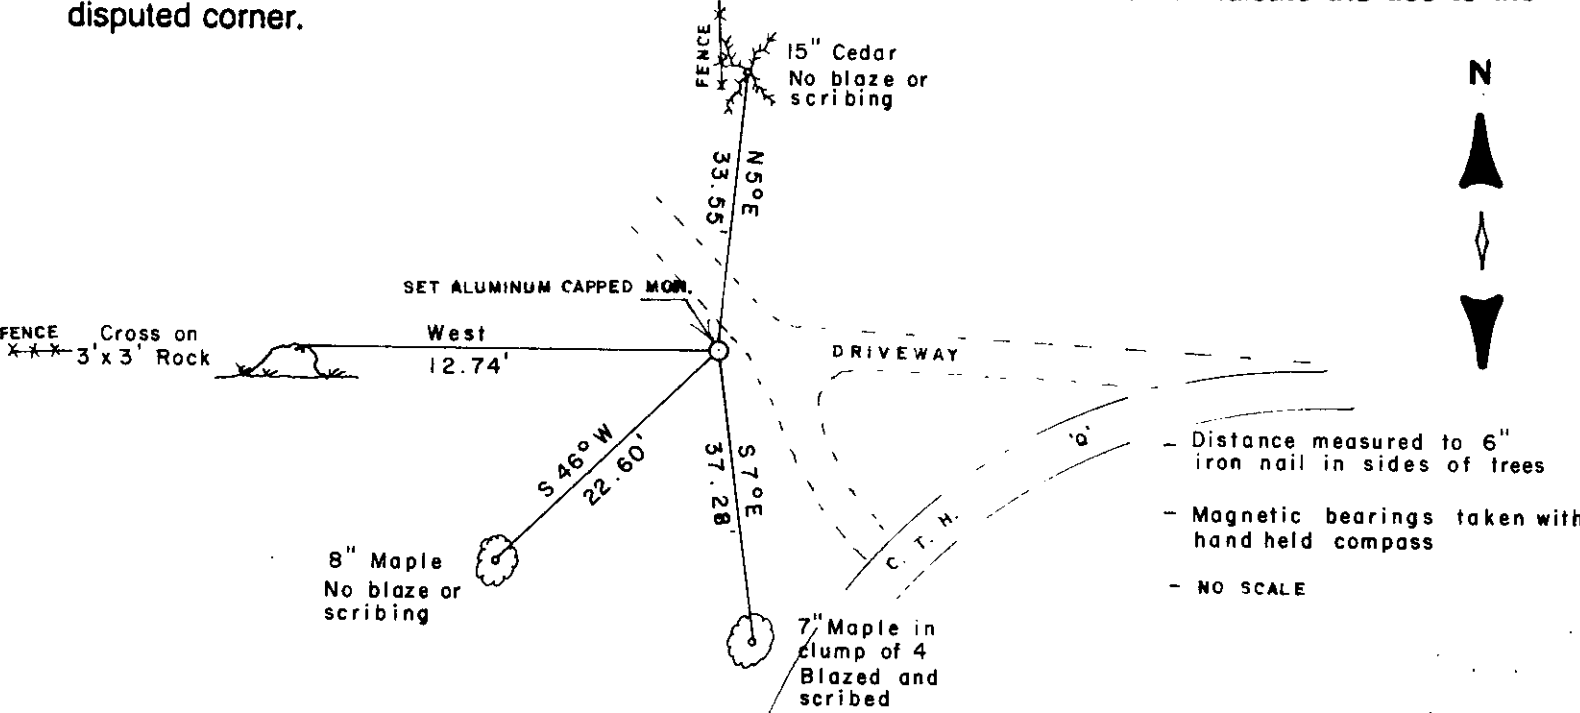 disputed corner.
FENCE
15" Cedar
No blaze or
scribing
N
N5°E
33.55'
SET ALUMINUM CAPPED MON.
FENCE
Cross on
3'x3' Rock
West
12.74'
DRIVEWAY
S 46° W
22.60'
S 7°E
37.28'
'Q'
C. T. H.
– Distance measured to 6"
iron nail in sides of trees
– Magnetic bearings taken with
hand held compass
– NO SCALE
8" Maple
No blaze or
scribing
7" Maple in
clump of 4
Blazed and
scribed